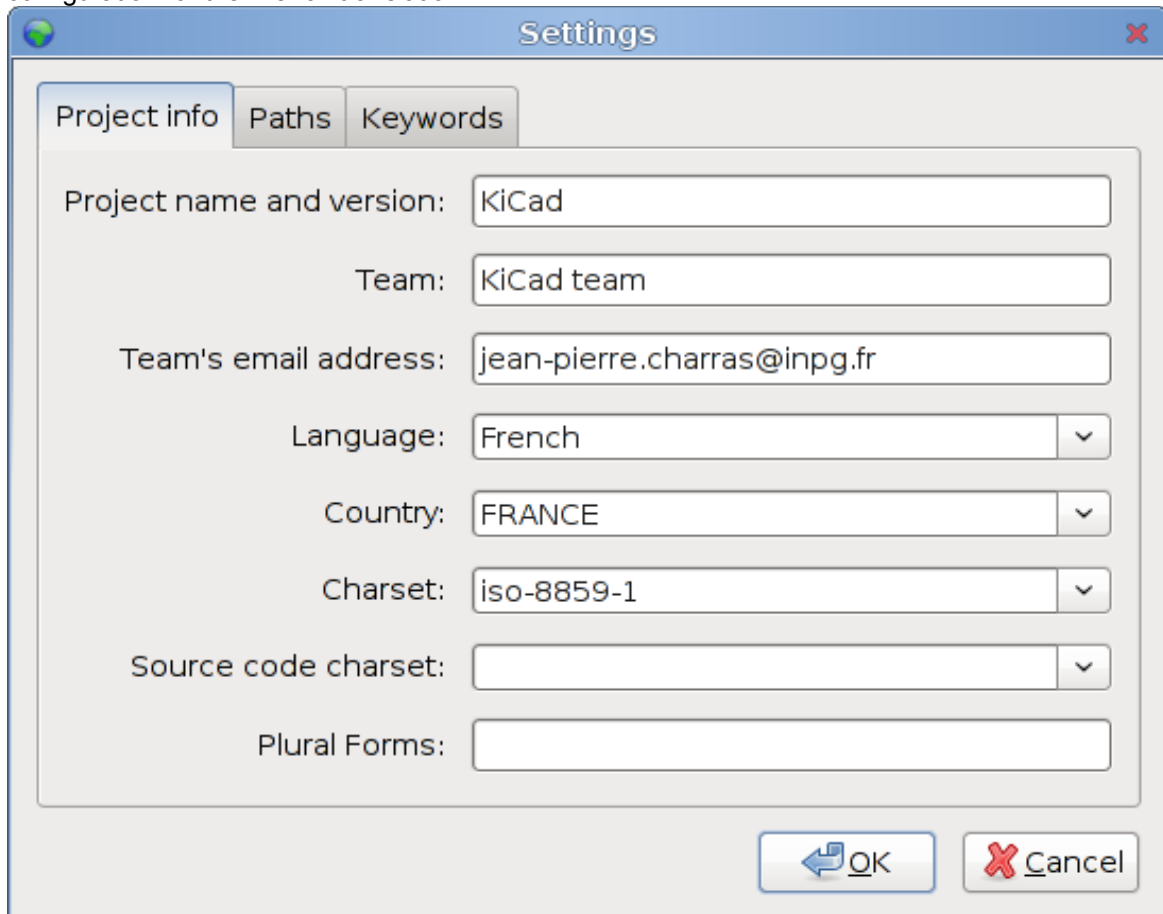 Settings
Project info Paths Keywords
Project name and version: KiCad
Team: KiCad team
Team's email address: jean-pierre.charras@inpg.fr
Language: French
Country: FRANCE
Charset: iso-8859-1
Source code charset:
Plural Forms:
OK Cancel